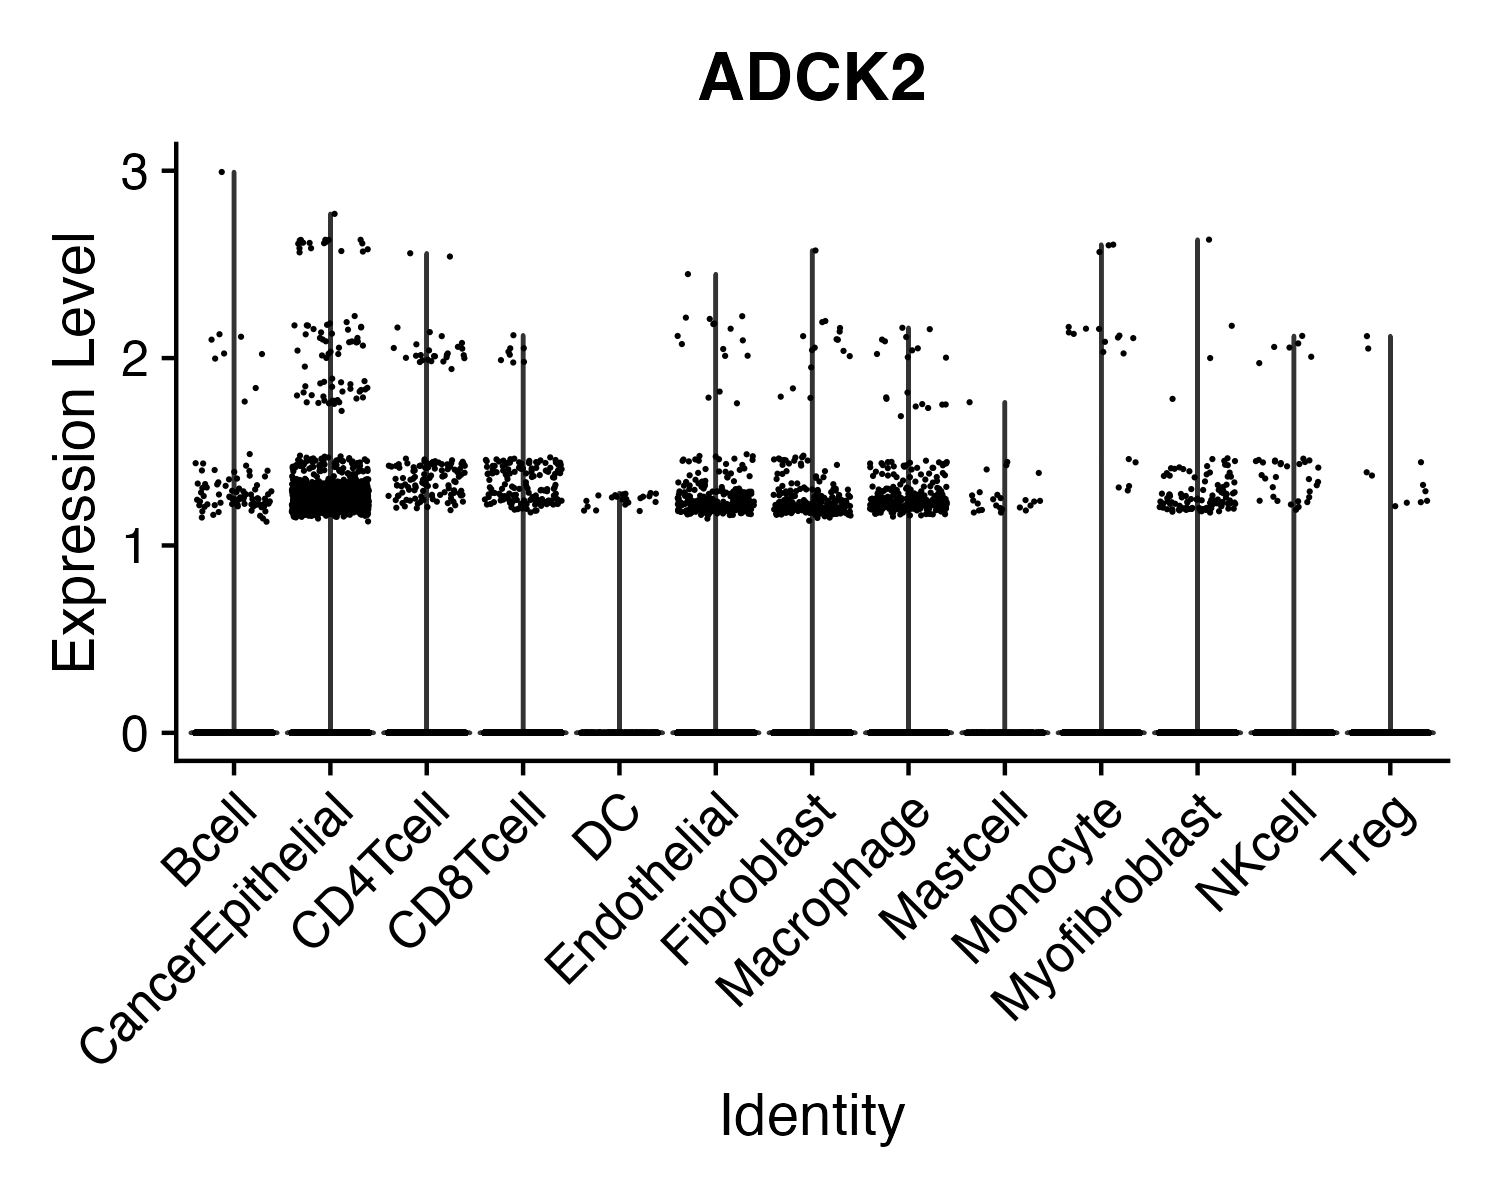 ADCK2
Expression Level
3
2
1
0
Bcell
CancerEpithelial
CD4Tcell
CD8Tcell
DC
Endothelial
Fibroblast
Macrophage
Mastcell
Monocyte
Myofibroblast
NKcell
Treg
Identity